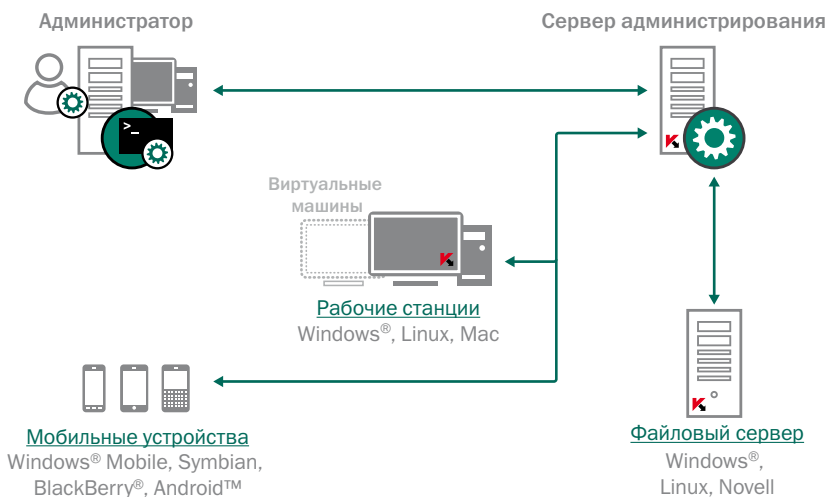 Администратор
Сервер администрирования
>_
Виртуальные
машины
Рабочие станции
Windows®, Linux, Mac
Мобильные устройства
Windows® Mobile, Symbian,
BlackBerry®, Android™
Файловый сервер
Windows®,
Linux, Novell